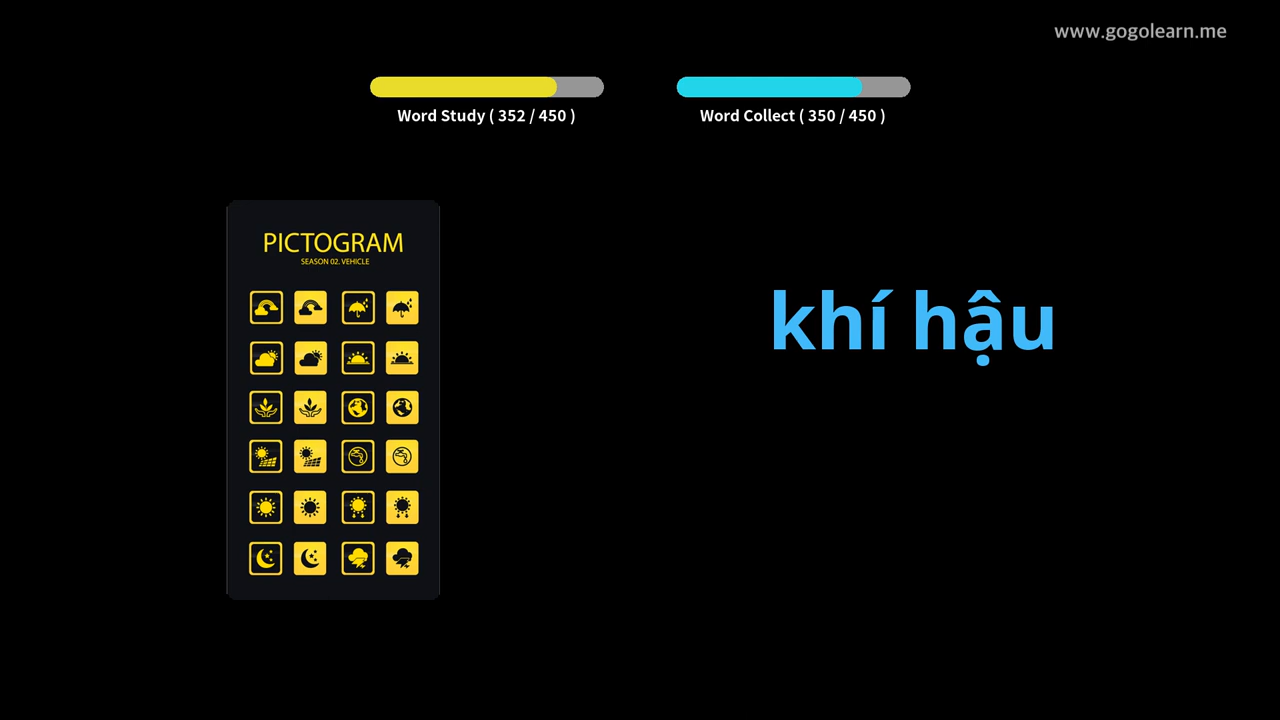 www.gogolearn.me
Word Study ( 352 / 450 )
Word Collect ( 350 / 450 )
PICTOGRAM
SEASON 02. VEHICLE
khí hậu